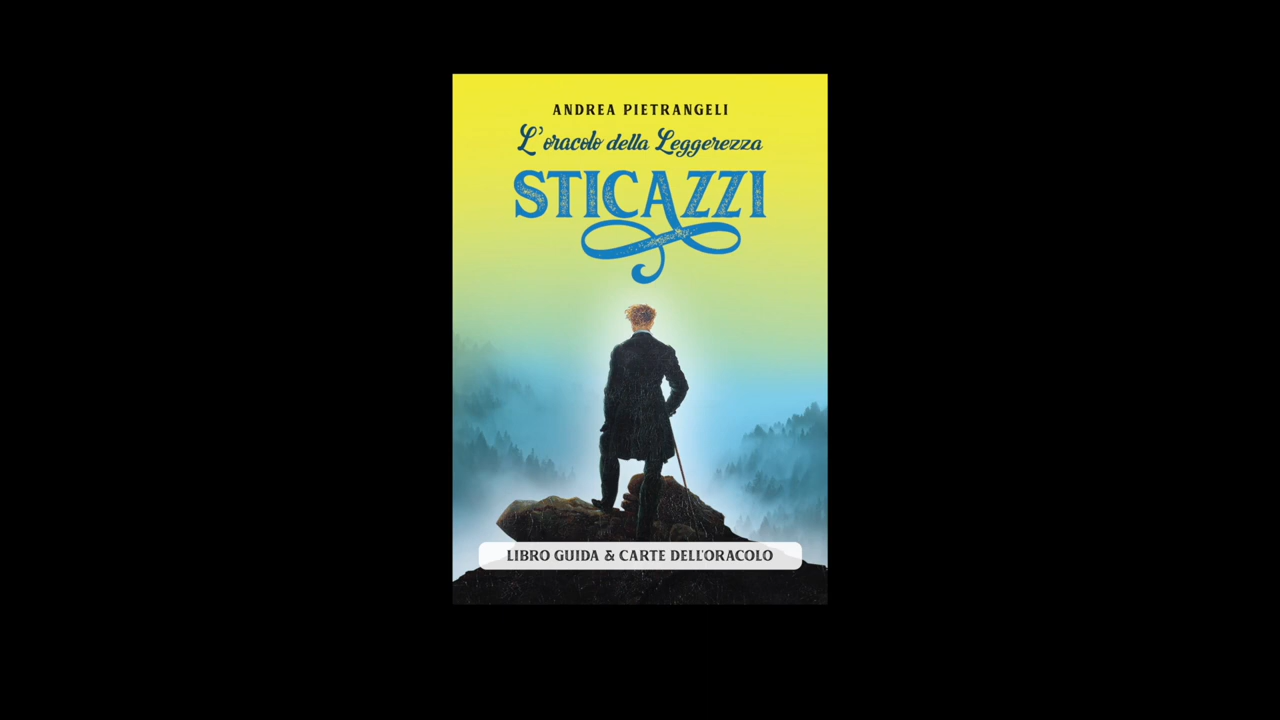 ANDREA PIETRANGELI
L'oracolo della Leggerezza
STICAZZI
LIBRO GUIDA & CARTE DELL'ORACOLO